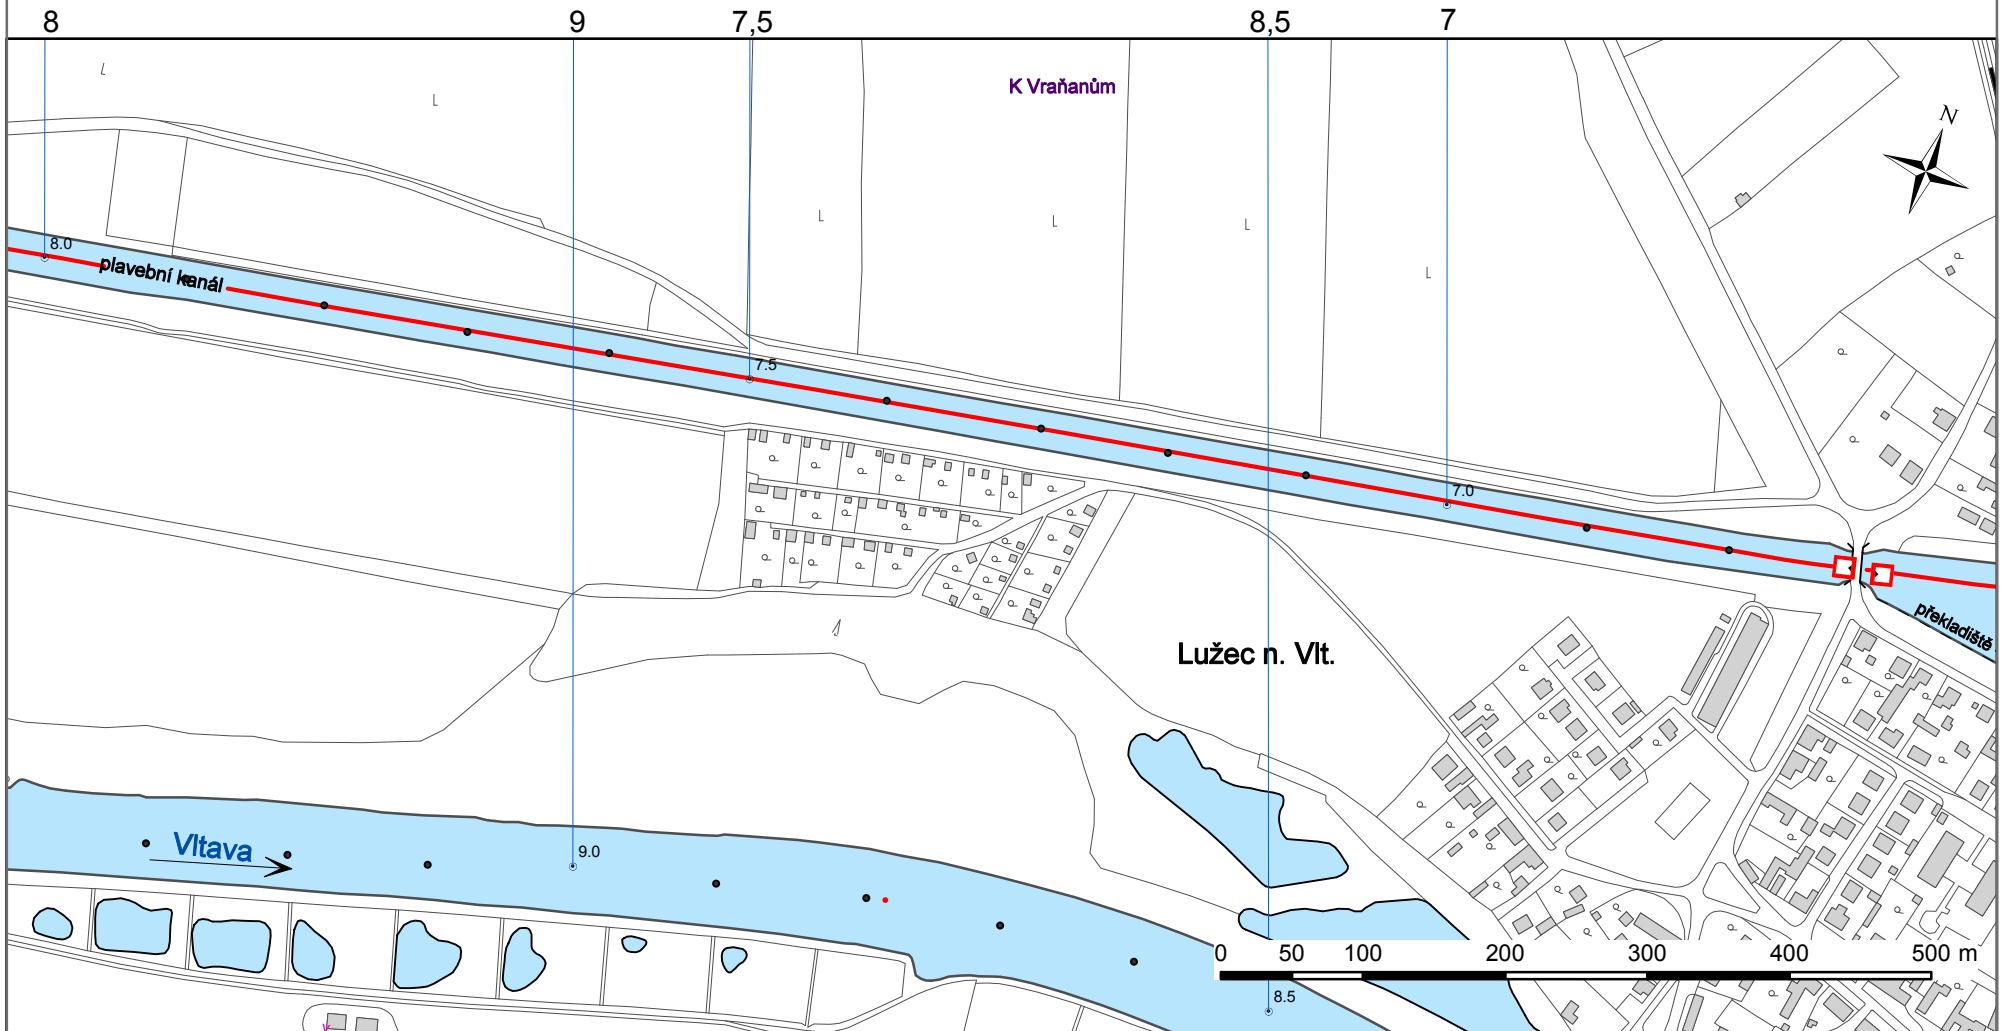 8 9 7,5 8,5 7
K Vraňanům
N
8.0
plavební kanál
7.5
7.0
překladiště
Lužec n. Vlt.
Vltava
9.0
0 50 100 200 300 400 500 m
8.5